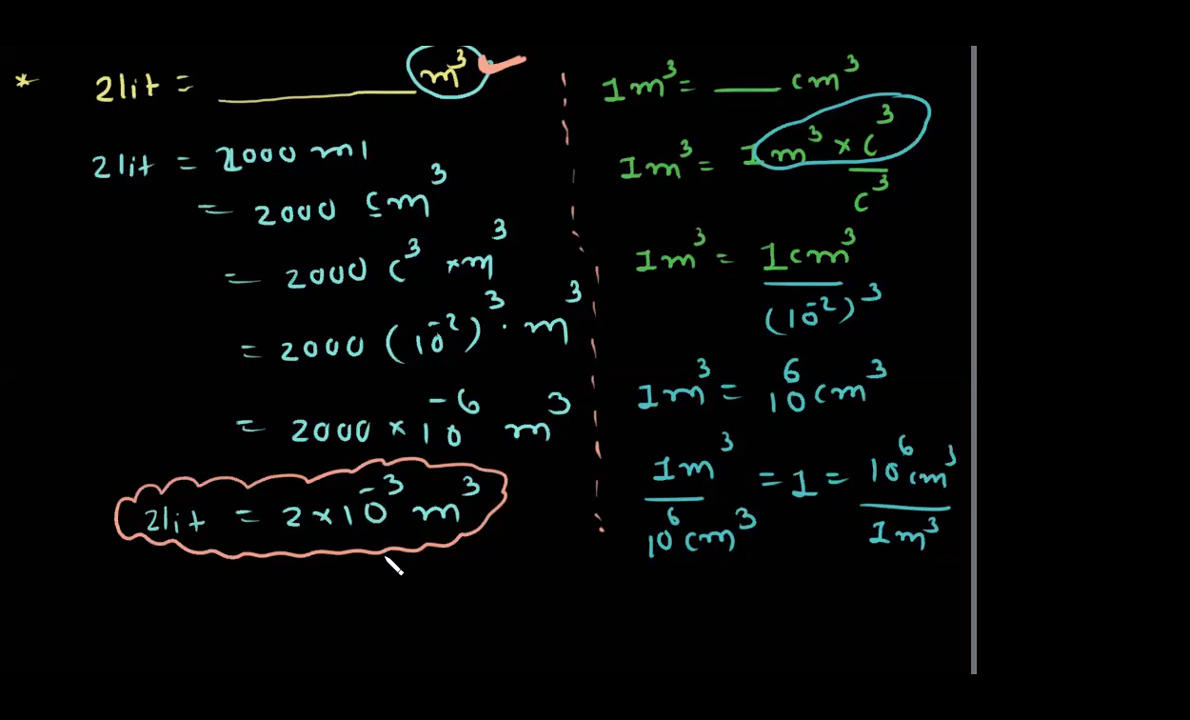 * 2lit = ________ m³
2lit = 2000 ml
= 2000 cm³
= 2000 c³ × m³
= 2000 (10⁻²)³ · m³
= 2000 × 10⁻⁶ m³
2lit = 2 × 10⁻³ m³
1m³ = ____ cm³
1m³ = 1m³ × c³ / c³
1m³ = 1cm³ / (10⁻²)³
1m³ = 10⁶ cm³
1m³ / 10⁶ cm³ = 1 = 10⁶ cm³ / 1m³